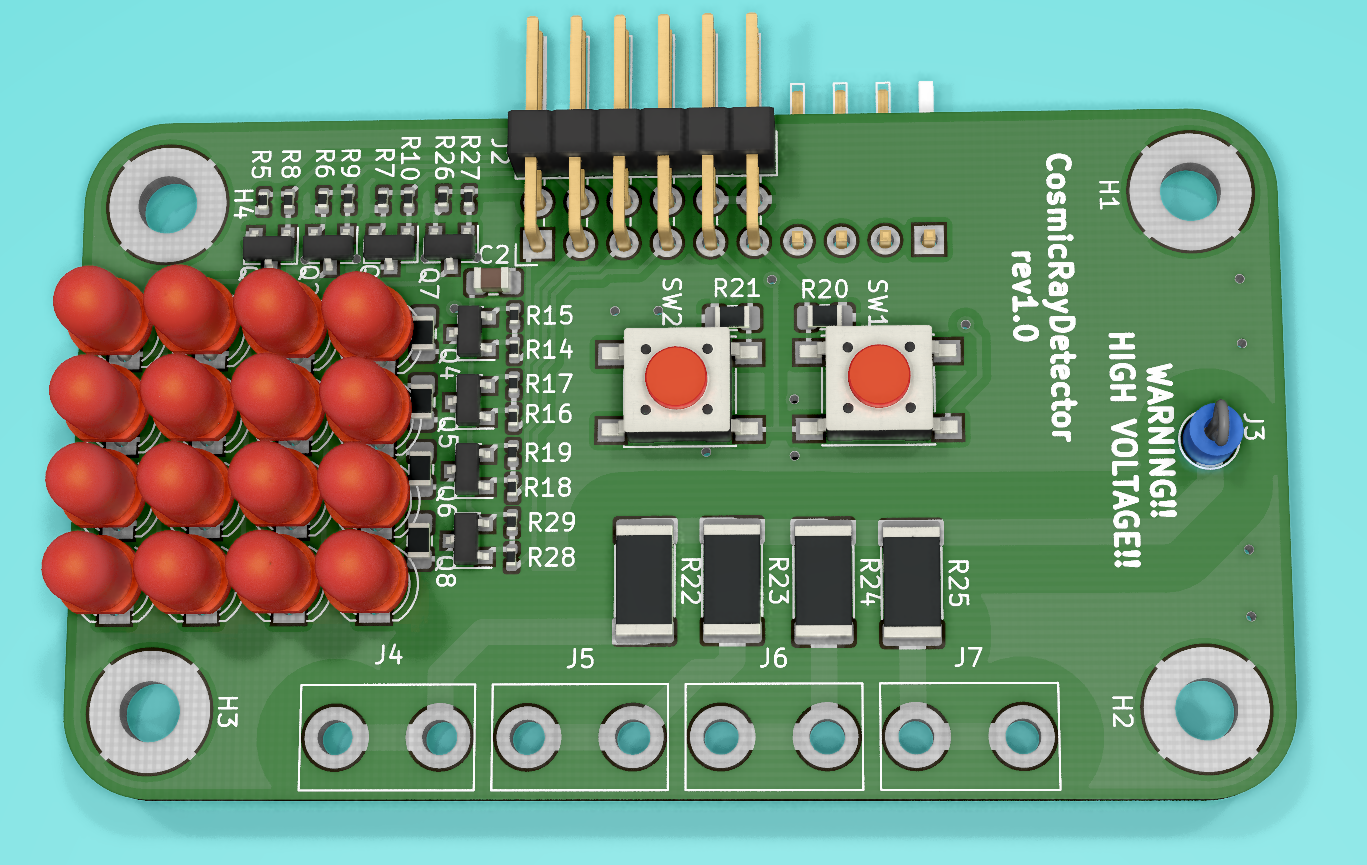 R5
R8
R6
R9
R7
R10
R26
R27
J2
H4
Q7
C2
Q4
R15
R14
R17
R16
Q5
R19
R18
Q6
R29
R28
Q8
SW2
R21
R20
SW1
CosmicRayDetector
rev1.0
H1
WARNING!!
HIGH VOLTAGE!!
J3
R22
R23
R24
R25
J4
J5
J6
J7
H3
H2